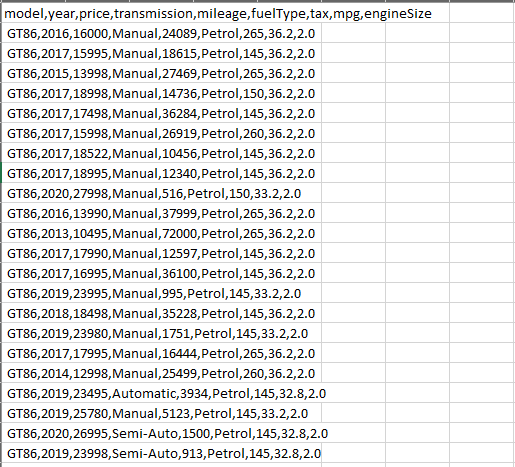 model,year,price,transmission,mileage,fuelType,tax,mpg,engineSize
GT86,2016,16000,Manual,24089,Petrol,265,36.2,2.0
GT86,2017,15995,Manual,18615,Petrol,145,36.2,2.0
GT86,2015,13998,Manual,27469,Petrol,265,36.2,2.0
GT86,2017,18998,Manual,14736,Petrol,150,36.2,2.0
GT86,2017,17498,Manual,36284,Petrol,145,36.2,2.0
GT86,2017,15998,Manual,26919,Petrol,260,36.2,2.0
GT86,2017,18522,Manual,10456,Petrol,145,36.2,2.0
GT86,2017,18995,Manual,12340,Petrol,145,36.2,2.0
GT86,2020,27998,Manual,516,Petrol,150,33.2,2.0
GT86,2016,13990,Manual,37999,Petrol,265,36.2,2.0
GT86,2013,10495,Manual,72000,Petrol,265,36.2,2.0
GT86,2017,17990,Manual,12597,Petrol,145,36.2,2.0
GT86,2017,16995,Manual,36100,Petrol,145,36.2,2.0
GT86,2019,23995,Manual,995,Petrol,145,33.2,2.0
GT86,2018,18498,Manual,35228,Petrol,145,36.2,2.0
GT86,2019,23980,Manual,1751,Petrol,145,33.2,2.0
GT86,2017,17995,Manual,16444,Petrol,265,36.2,2.0
GT86,2014,12998,Manual,25499,Petrol,260,36.2,2.0
GT86,2019,23495,Automatic,3934,Petrol,145,32.8,2.0
GT86,2019,25780,Manual,5123,Petrol,145,33.2,2.0
GT86,2020,26995,Semi-Auto,1500,Petrol,145,32.8,2.0
GT86,2019,23998,Semi-Auto,913,Petrol,145,32.8,2.0